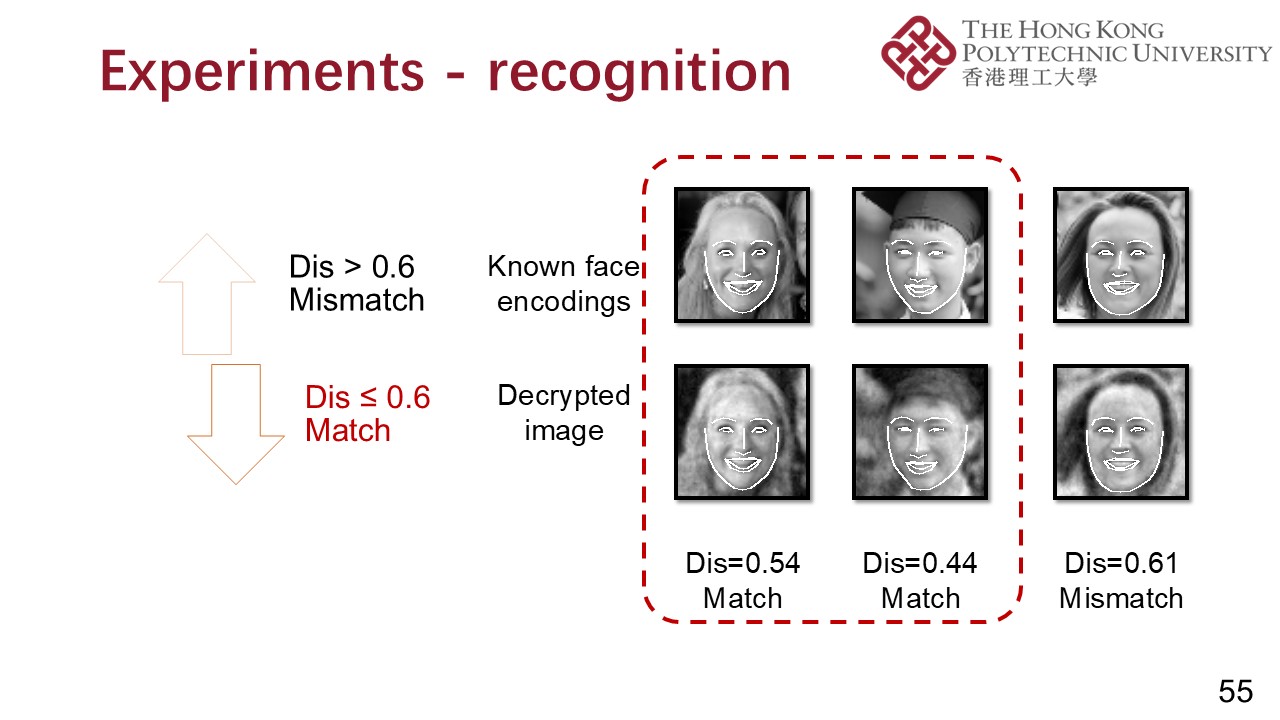 Experiments - recognition
THE HONG KONG
POLYTECHNIC UNIVERSITY
香港理工大學
Dis > 0.6
Mismatch
Known face
encodings
Dis ≤ 0.6
Match
Decrypted
image
Dis=0.54
Match
Dis=0.44
Match
Dis=0.61
Mismatch
55